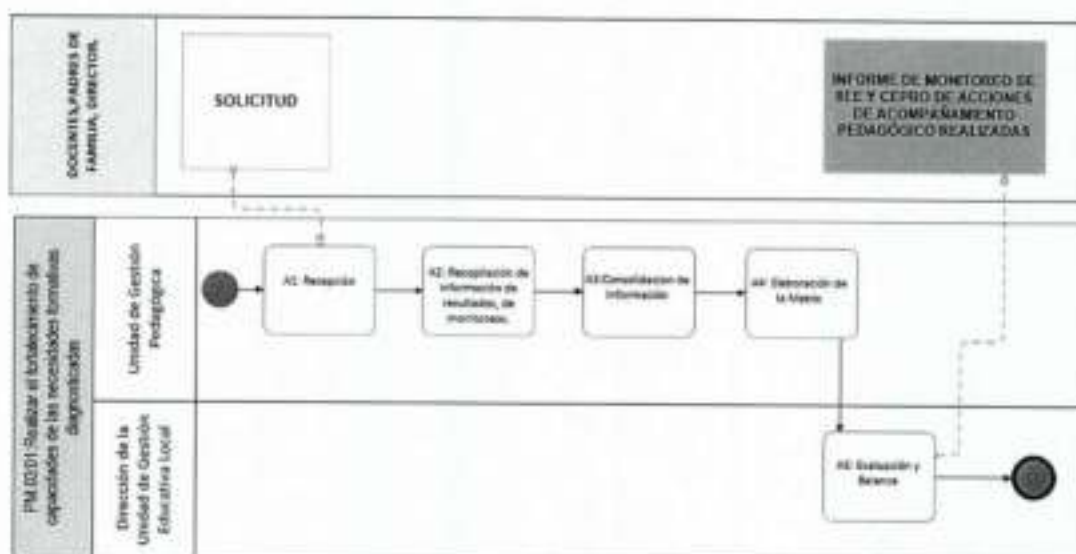 DOCENTES,PADRES DE
FAMILIA, DIRECTOR,
SOLICITUD
INFORME DE MONITOREO DE
IIEE Y CEPRO DE ACCIONES
DE ACOMPAÑAMIENTO
PEDAGÓGICO REALIZADAS
PM.03.01:Realizar el fortalecimiento de
capacidades de las necesidades formativas
diagnosticadas
Unidad de Gestión
Pedagógica
A1: Recepción
A2: Recopilación de
información de
resultados, de
monitoreos.
A3:Consolidacion de
Información
A4: Elaboración de
la Matriz
Dirección de la
Unidad de Gestión
Educativa Local
A5: Evaluación y
Balance